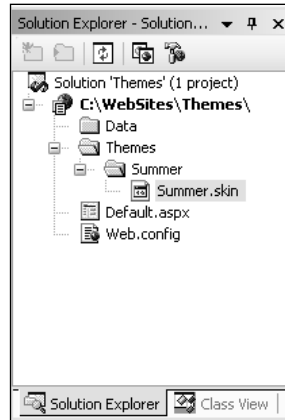 Solution Explorer - Solution...
Solution 'Themes' (1 project)
C:\WebSites\Themes\
Data
Themes
Summer
Summer.skin
Default.aspx
Web.config
Solution Explorer Class View